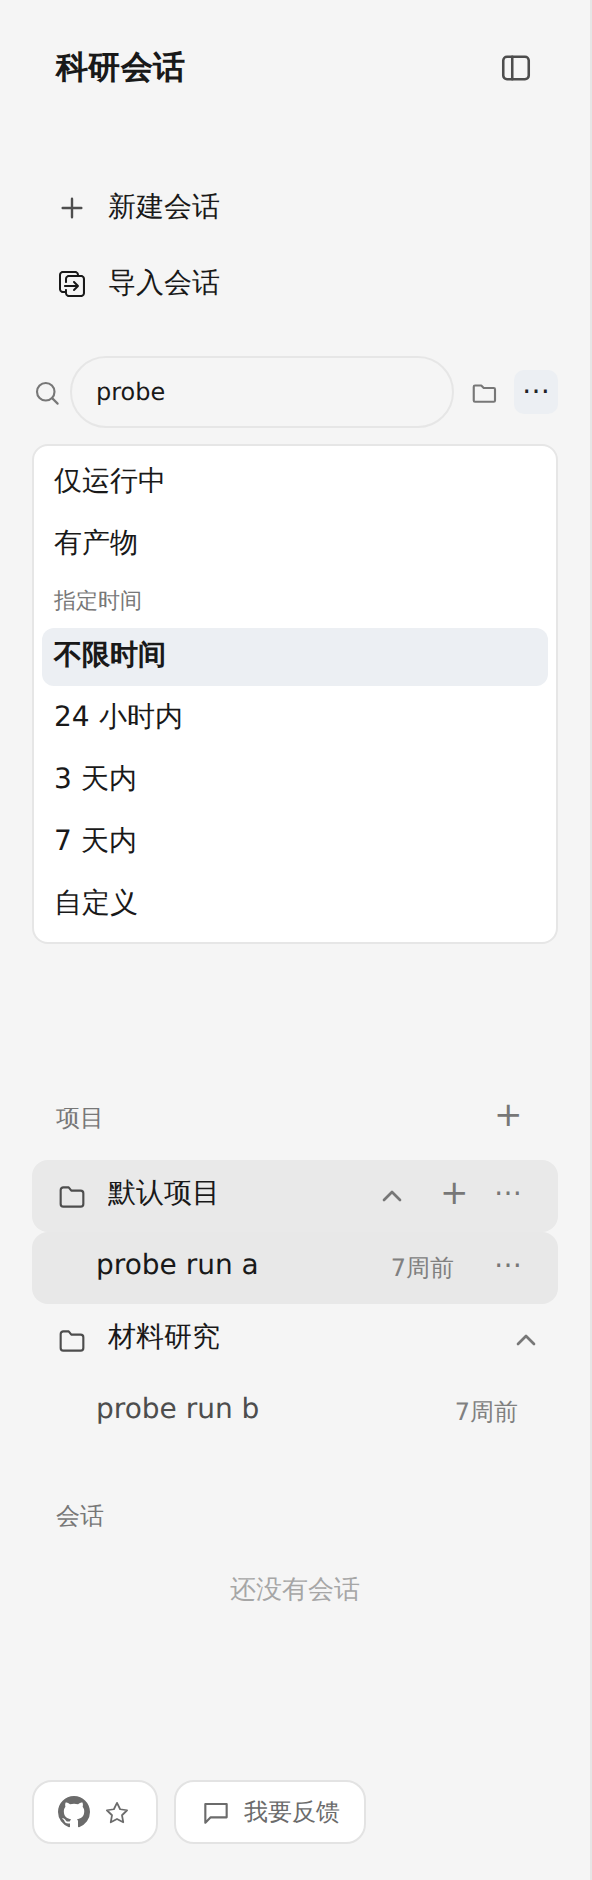 科研会话
新建会话
导入会话
probe
仅运行中
有产物
指定时间
不限时间
24 小时内
3 天内
7 天内
自定义
项目
默认项目
probe run a 7周前
材料研究
probe run b 7周前
会话
还没有会话
我要反馈